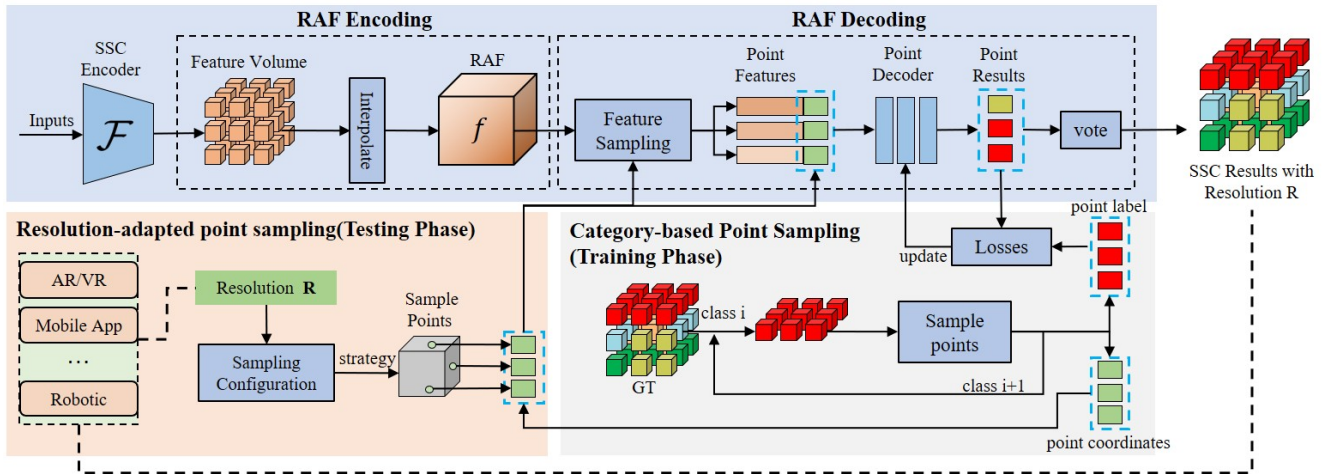 RAF Encoding
RAF Decoding
SSC
Encoder
Feature Volume
RAF
Point
Features
Point
Decoder
Point
Results
Inputs
F
Interpolate
f
Feature
Sampling
vote
SSC Results with
Resolution R
Resolution-adapted point sampling(Testing Phase)
AR/VR
Mobile App
...
Robotic
Resolution R
Sampling
Configuration
strategy
Sample
Points
Category-based Point Sampling
(Training Phase)
update
Losses
point label
class i
GT
Sample
points
class i+1
point coordinates